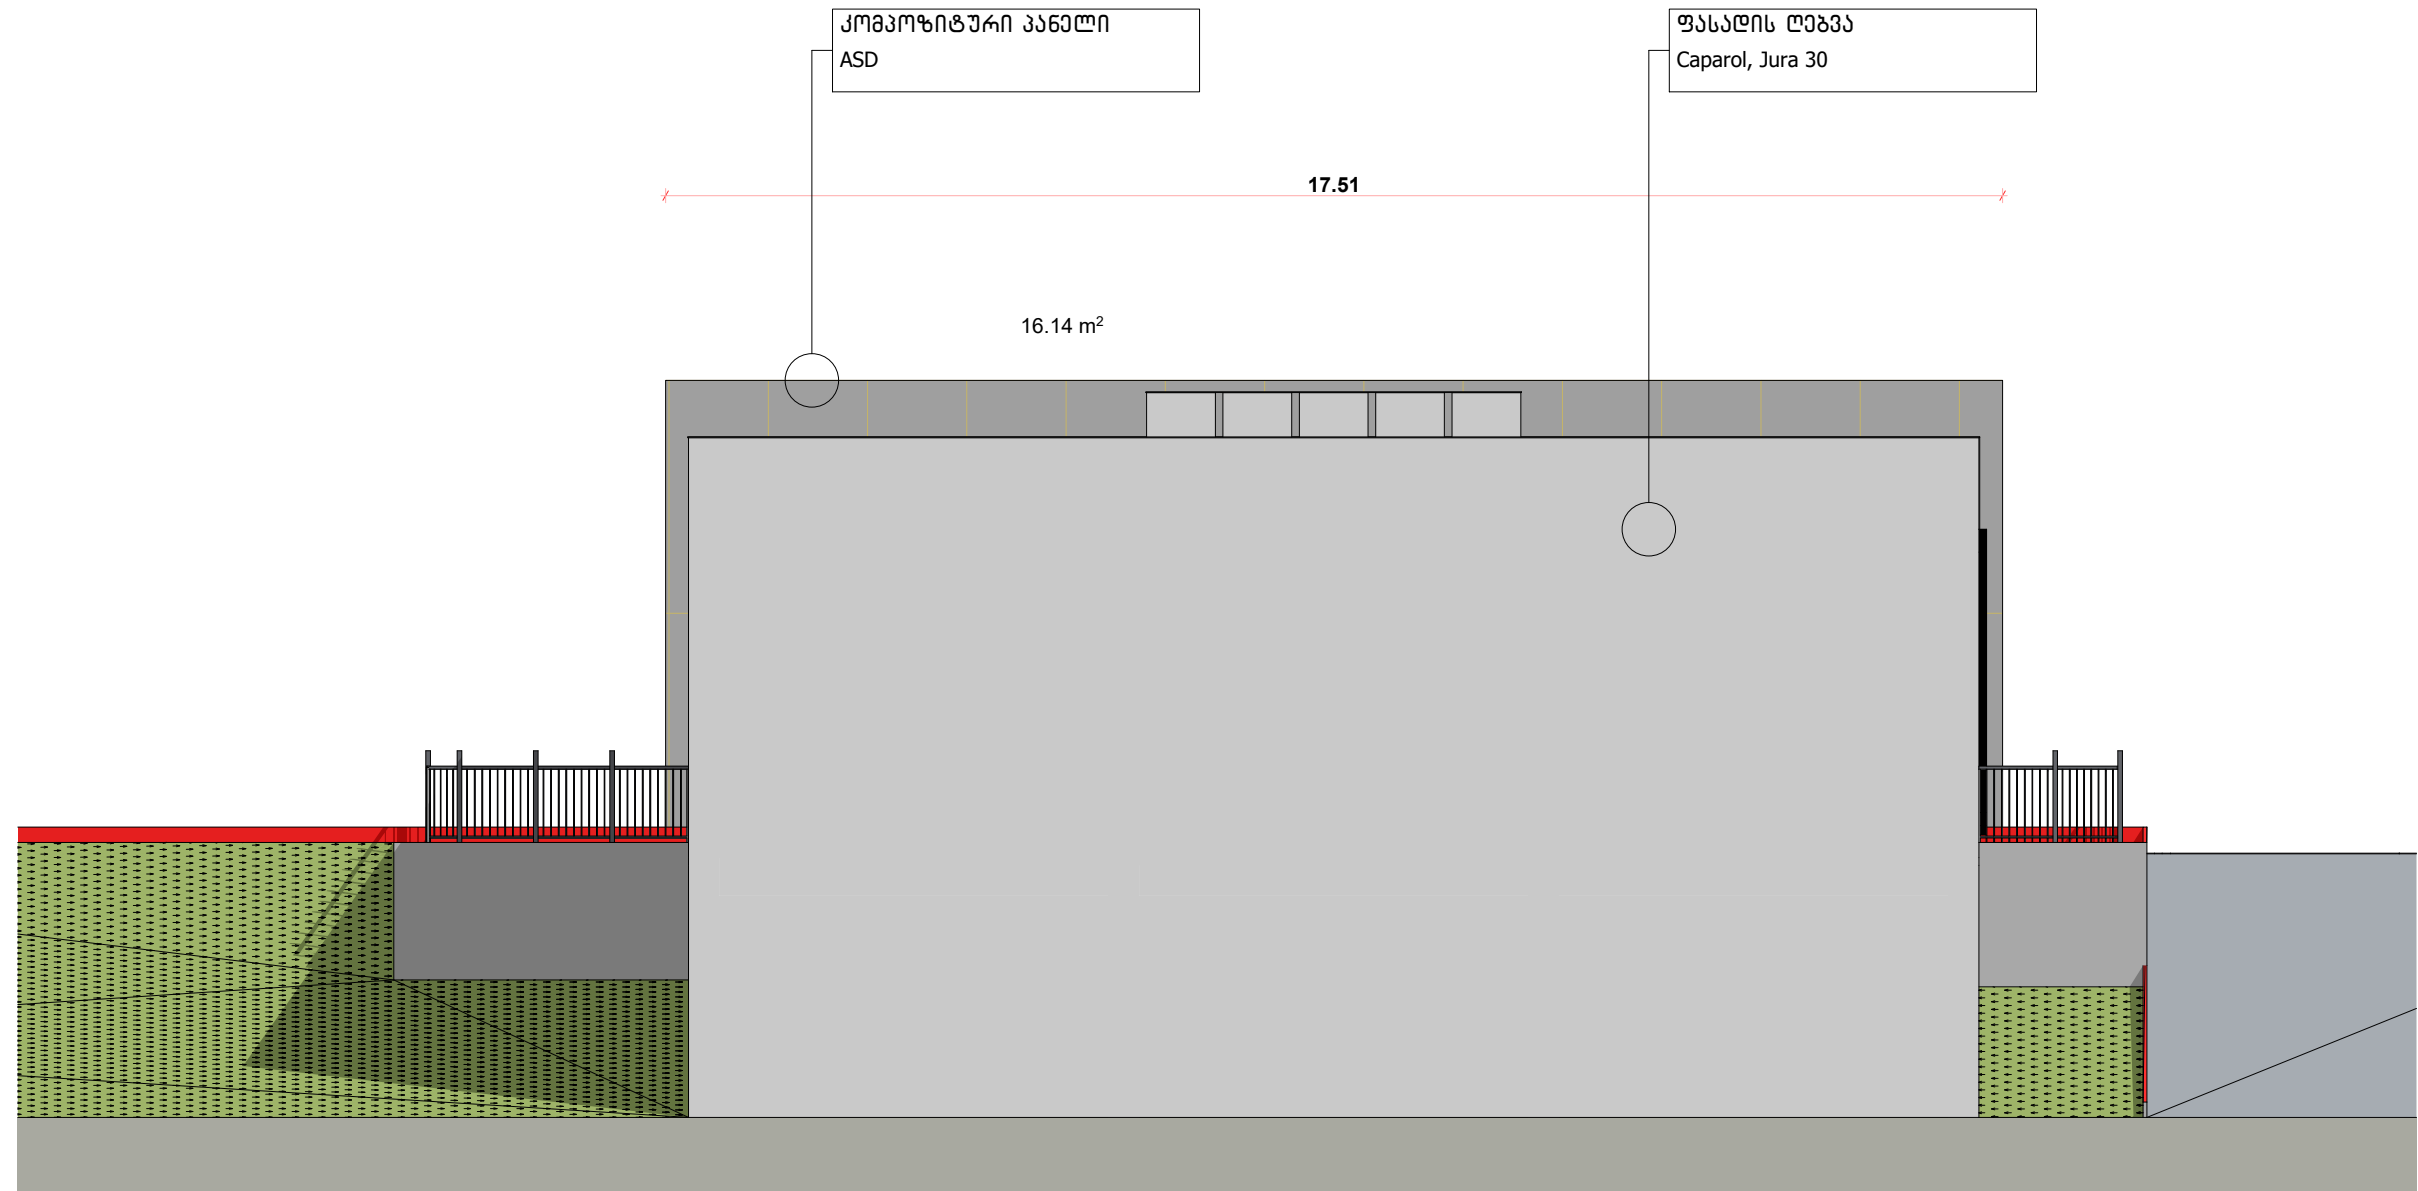 კომპოზიტური პანელი
ASD
ფასადის ღებვა
Caparol, Jura 30
17.51
16.14 m²